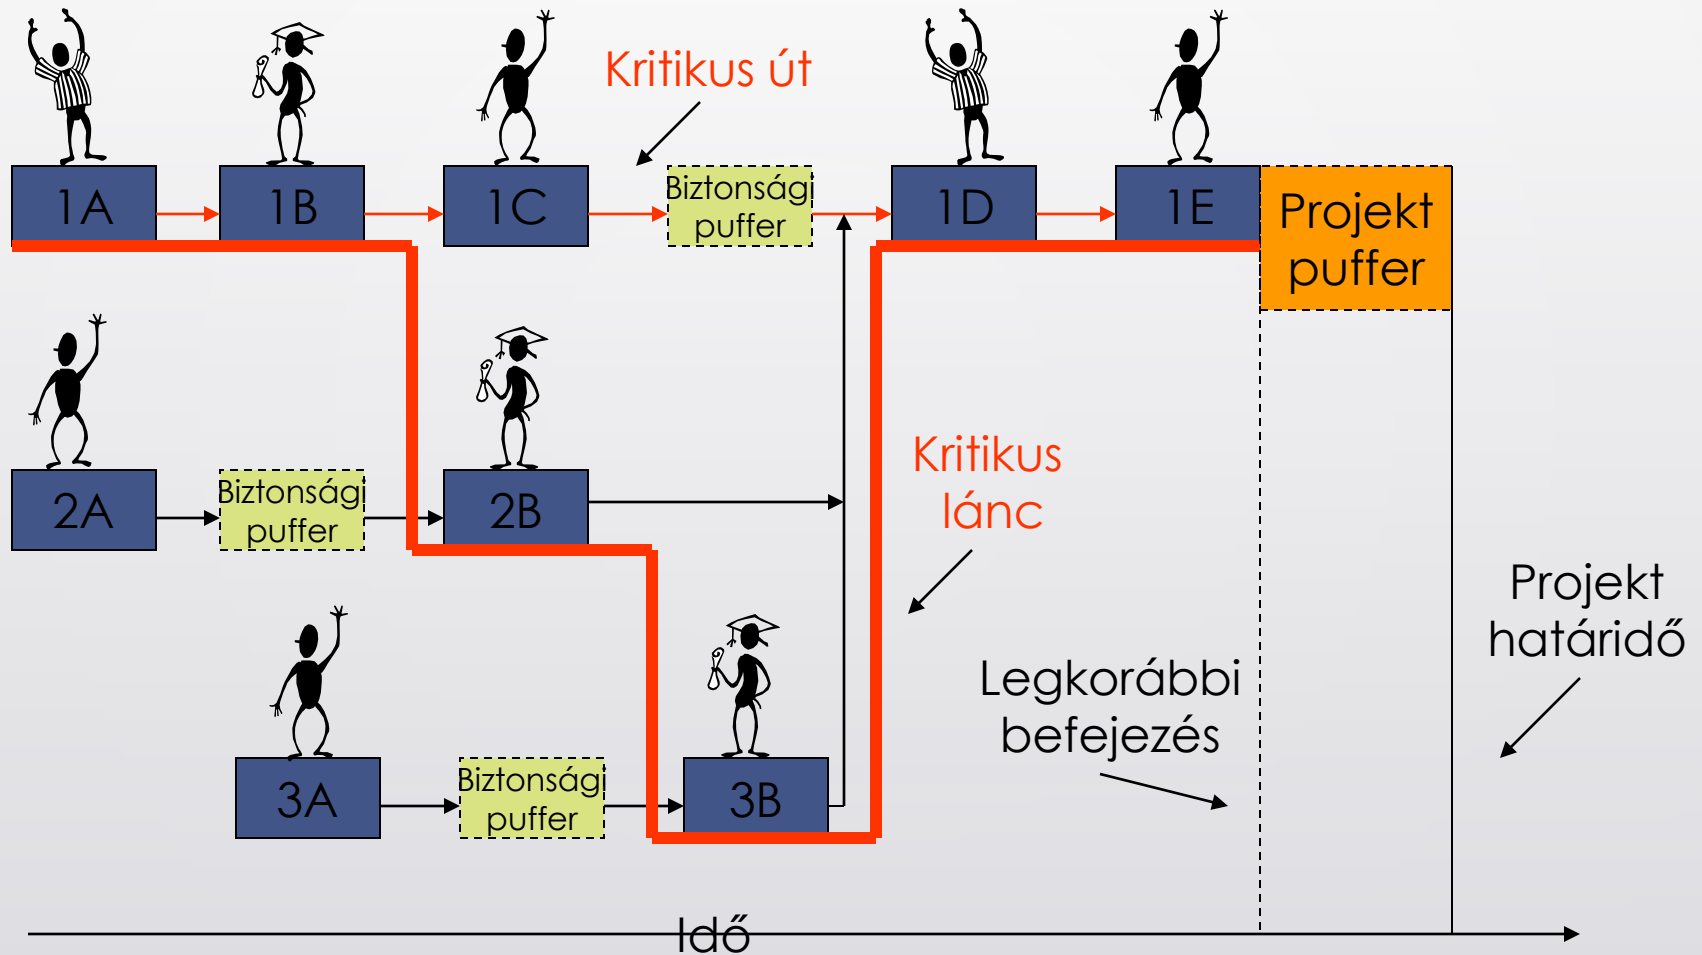 Kritikus út
1A
1B
1C
Biztonsági
puffer
1D
1E
Projekt
puffer
2A
Biztonsági
puffer
2B
Kritikus
lánc
3A
Biztonsági
puffer
3B
Legkorábbi
befejezés
Projekt
határidő
Idő